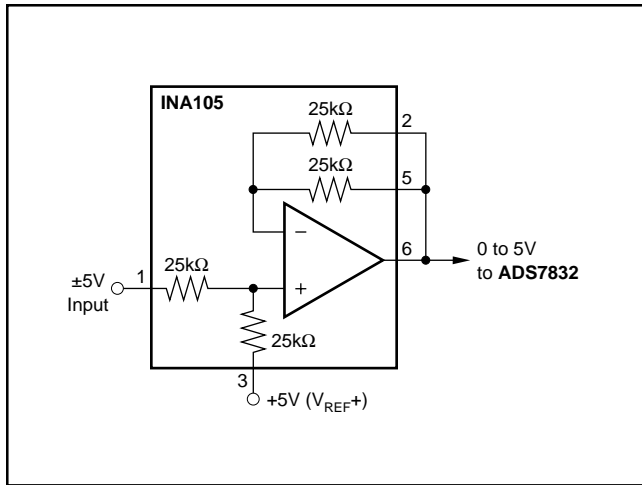 INA105
25kΩ
2
25kΩ
5
−
6
0 to 5V
to ADS7832
±5V
Input
1
25kΩ
+
25kΩ
3
+5V (VREF+)